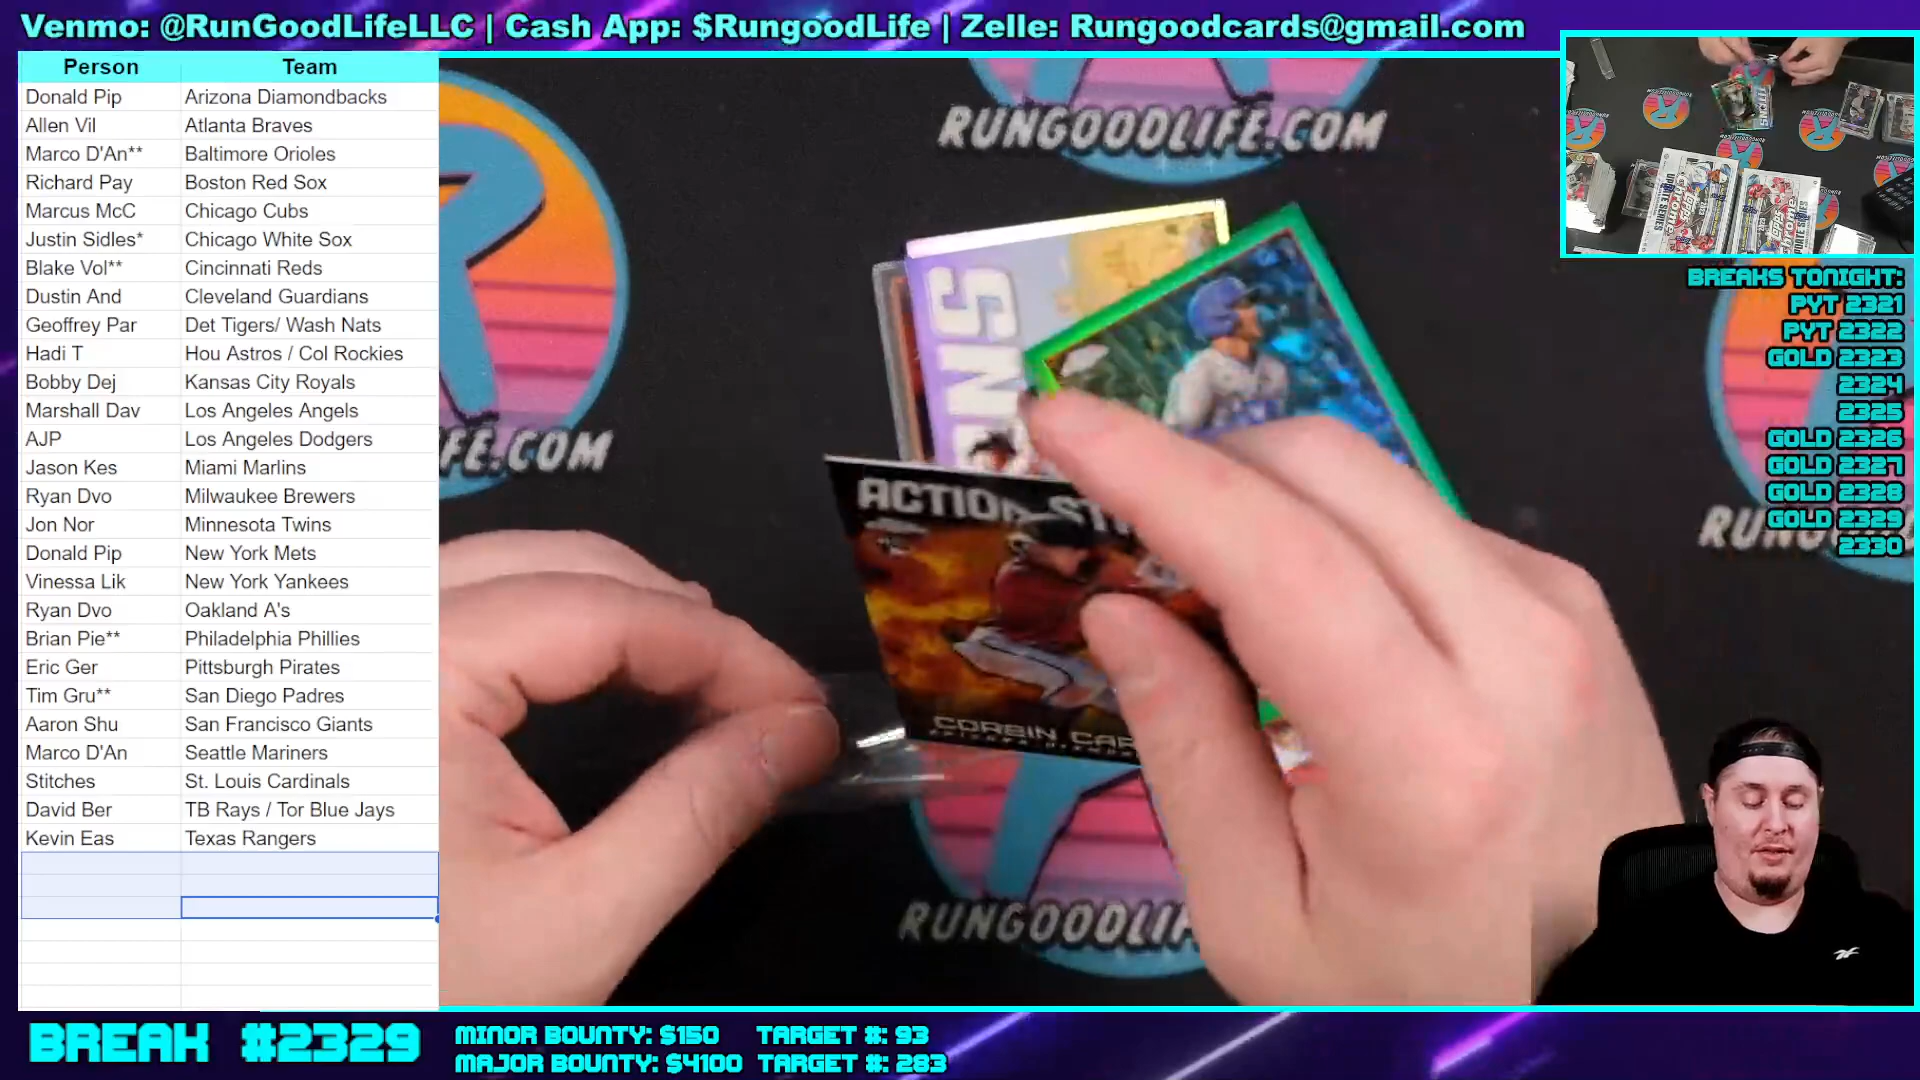 Venmo: @RunGoodLifeLLC | Cash App: $RungoodLife | Zelle: Rungoodcards@gmail.com
Person Team
Donald Pip Arizona Diamondbacks
Allen Vil Atlanta Braves
Marco D'An** Baltimore Orioles
Richard Pay Boston Red Sox
Marcus McC Chicago Cubs
Justin Sidles* Chicago White Sox
Blake Vol** Cincinnati Reds
Dustin And Cleveland Guardians
Geoffrey Par Det Tigers/ Wash Nats
Hadi T Hou Astros / Col Rockies
Bobby Dej Kansas City Royals
Marshall Dav Los Angeles Angels
AJP Los Angeles Dodgers
Jason Kes Miami Marlins
Ryan Dvo Milwaukee Brewers
Jon Nor Minnesota Twins
Donald Pip New York Mets
Vinessa Lik New York Yankees
Ryan Dvo Oakland A's
Brian Pie** Philadelphia Phillies
Eric Ger Pittsburgh Pirates
Tim Gru** San Diego Padres
Aaron Shu San Francisco Giants
Marco D'An Seattle Mariners
Stitches St. Louis Cardinals
David Ber TB Rays / Tor Blue Jays
Kevin Eas Texas Rangers
RUNGOODLIFE.COM
FE.COM
ACTION ST
CORBIN CAR
RUNGOODLI
BREAKS TONIGHT:
PYT 2321
PYT 2322
GOLD 2323
2324
2325
GOLD 2326
GOLD 2327
GOLD 2328
GOLD 2329
2330
BREAK #2329
MINOR BOUNTY: $150 TARGET #: 93
MAJOR BOUNTY: $4100 TARGET #: 283